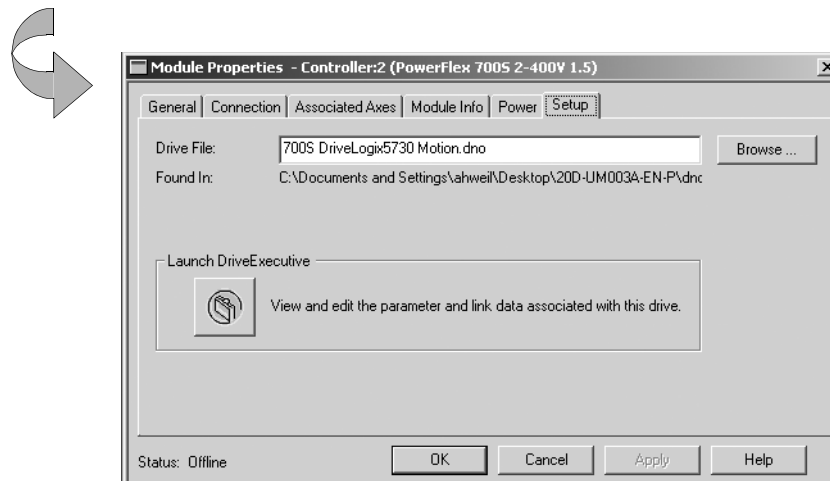 Module Properties - Controller:2 (PowerFlex 700S 2-400V 1.5)
General Connection Associated Axes Module Info Power Setup
Drive File: 700S DriveLogix5730 Motion.dno Browse ...
Found In: C:\Documents and Settings\ahweil\Desktop\20D-UM003A-EN-P\dno
Launch DriveExecutive
View and edit the parameter and link data associated with this drive.
Status: Offline OK Cancel Apply Help